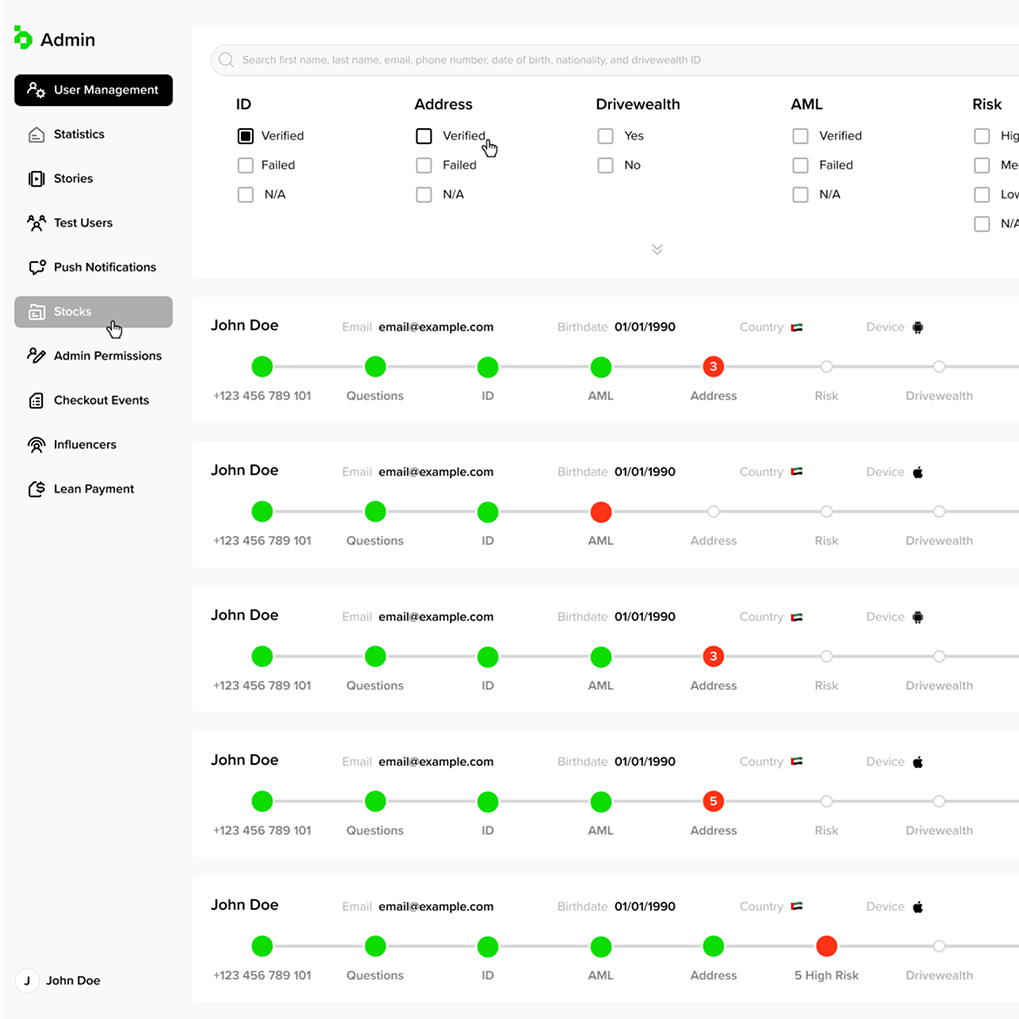 Admin
User Management
Statistics
Stories
Test Users
Push Notifications
Stocks
Admin Permissions
Checkout Events
Influencers
Lean Payment
J John Doe
Search first name, last name, email, phone number, date of birth, nationality, and drivewealth ID
ID Address Drivewealth AML Risk
Verified Verified Yes Verified Hig
Failed Failed No Failed Me
N/A N/A N/A Low
N/A
John Doe Email email@example.com Birthdate 01/01/1990 Country Device
3
+123 456 789 101 Questions ID AML Address Risk Drivewealth
John Doe Email email@example.com Birthdate 01/01/1990 Country Device
+123 456 789 101 Questions ID AML Address Risk Drivewealth
John Doe Email email@example.com Birthdate 01/01/1990 Country Device
3
+123 456 789 101 Questions ID AML Address Risk Drivewealth
John Doe Email email@example.com Birthdate 01/01/1990 Country Device
5
+123 456 789 101 Questions ID AML Address Risk Drivewealth
John Doe Email email@example.com Birthdate 01/01/1990 Country Device
+123 456 789 101 Questions ID AML Address 5 High Risk Drivewealth